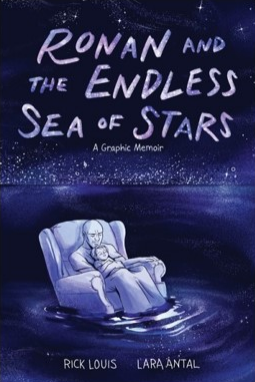 RONAN AND
THE ENDLESS
SEA OF STARS
A Graphic Memoir
RICK LOUIS LARA ANTAL